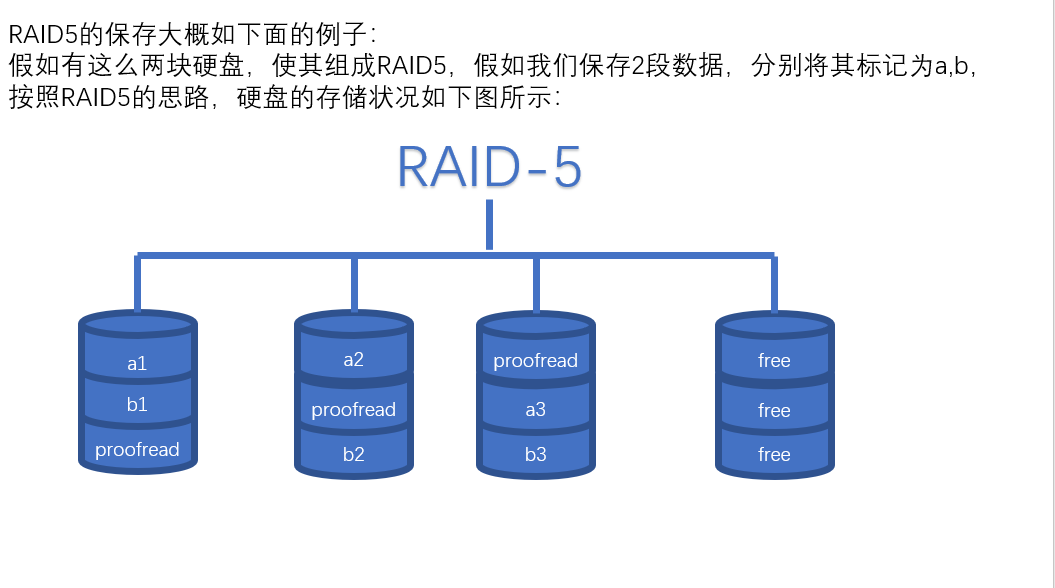 RAID5的保存大概如下面的例子：
假如有这么两块硬盘，使其组成RAID5，假如我们保存2段数据，分别将其标记为a,b,
按照RAID5的思路，硬盘的存储状况如下图所示：
RAID-5
a1
b1
proofread
a2
proofread
b2
proofread
a3
b3
free
free
free